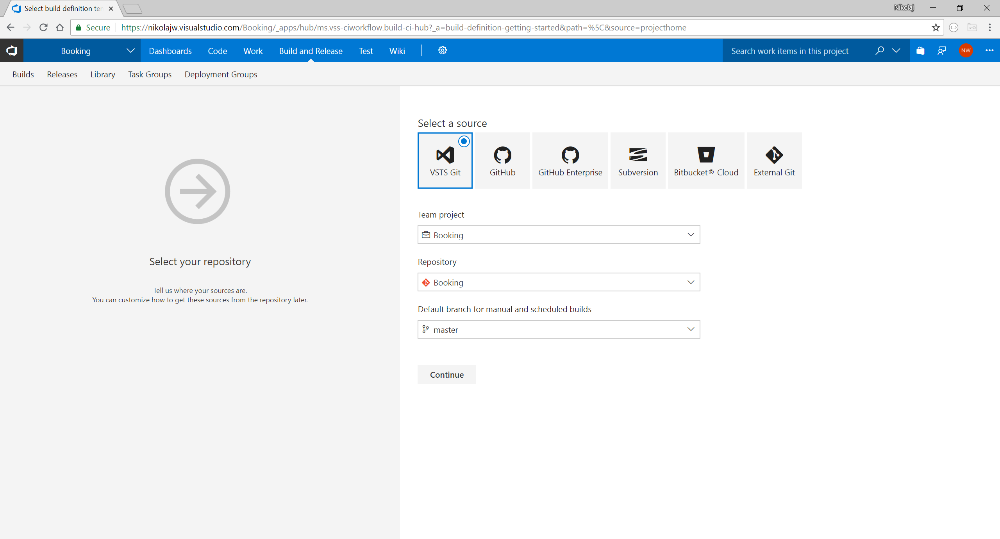 Select build definition ten
Nikolaj
Secure https://nikolajw.visualstudio.com/Booking/_apps/hub/ms.vss-ciworkflow.build-ci-hub?_a=build-definition-getting-started&path=%5C&source=projecthome
Booking Dashboards Code Work Build and Release Test Wiki Search work items in this project NW
Builds Releases Library Task Groups Deployment Groups
Select your repository
Tell us where your sources are.
You can customize how to get these sources from the repository later.
Select a source
VSTS Git GitHub GitHub Enterprise Subversion Bitbucket® Cloud External Git
Team project
Booking
Repository
Booking
Default branch for manual and scheduled builds
master
Continue